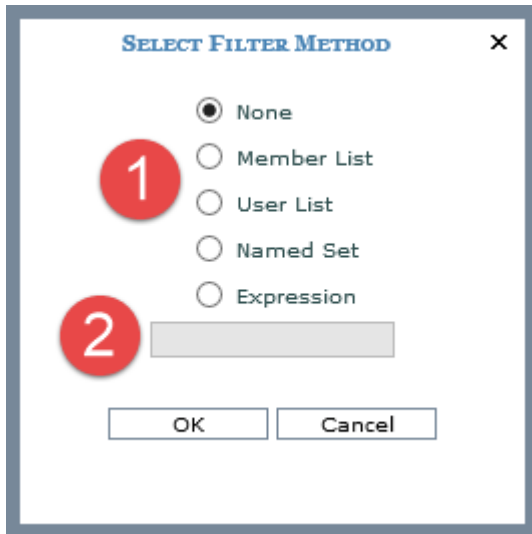 Select Filter Method ×
None
Member List
1
User List
Named Set
Expression
2
OK Cancel